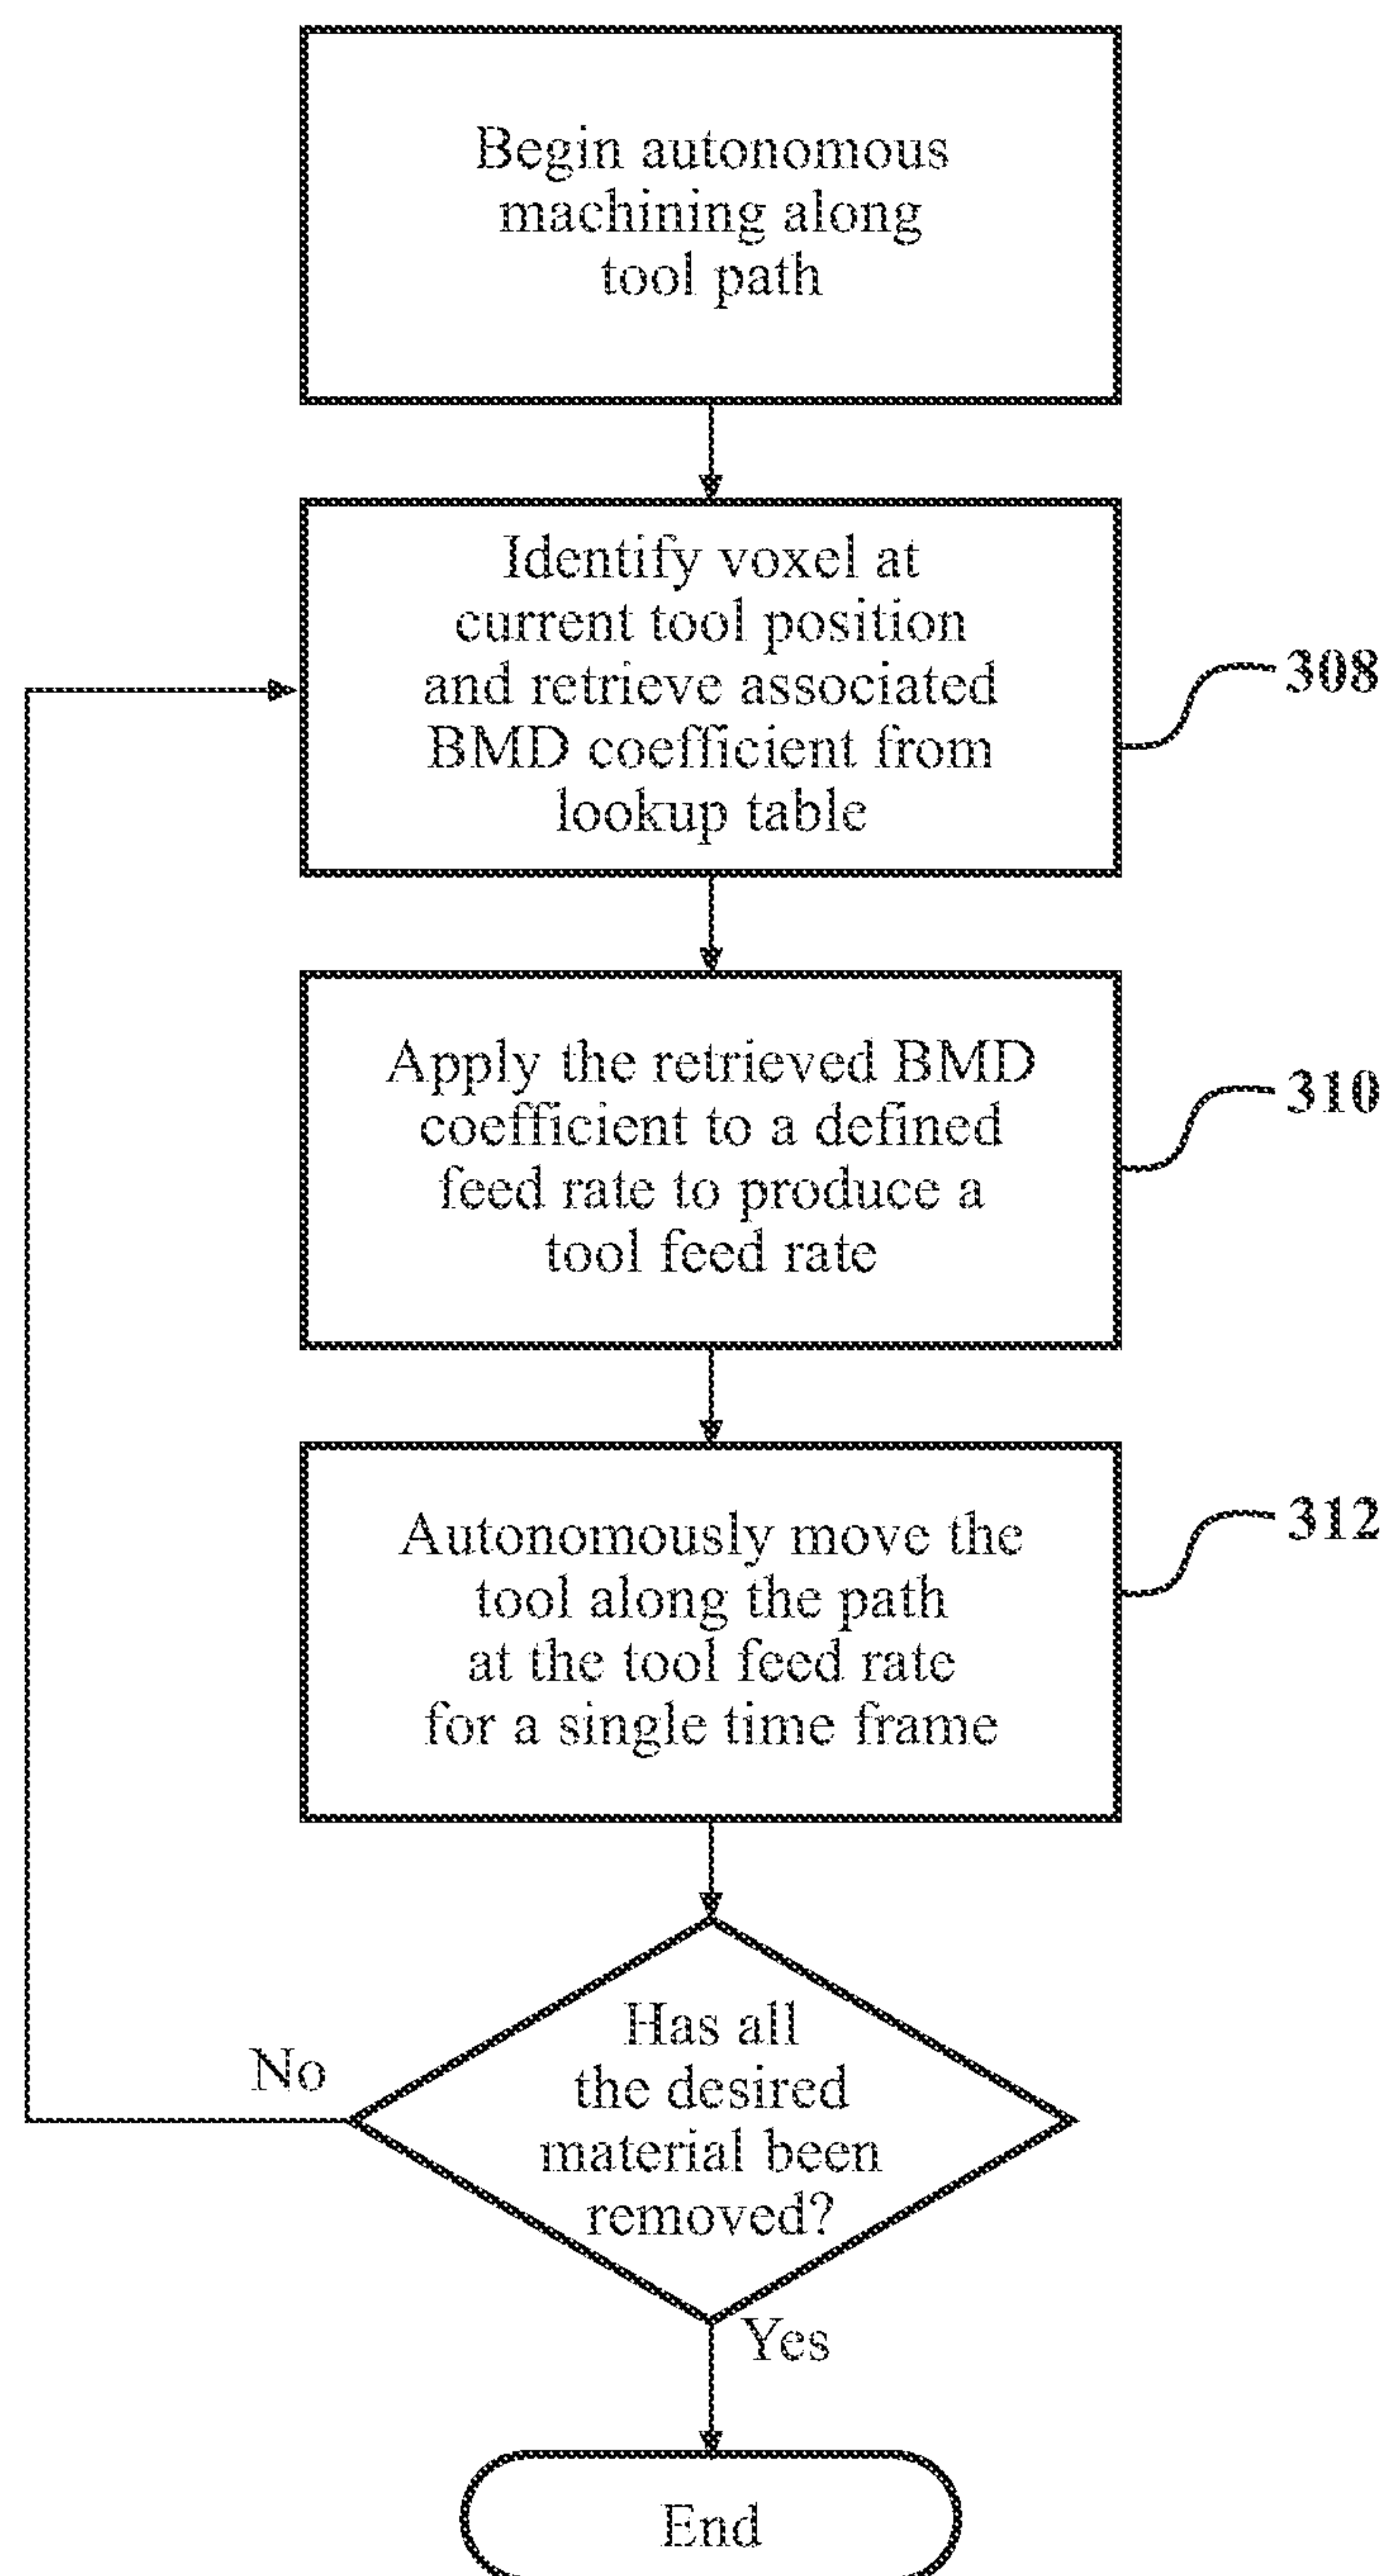 Begin autonomous
machining along
tool path
Identify voxel at
current tool position
and retrieve associated
BMD coefficient from
lookup table
308
Apply the retrieved BMD
coefficient to a defined
feed rate to produce a
tool feed rate
310
Autonomously move the
tool along the path
at the tool feed rate
for a single time frame
312
Has all
the desired
material been
removed?
No
Yes
End